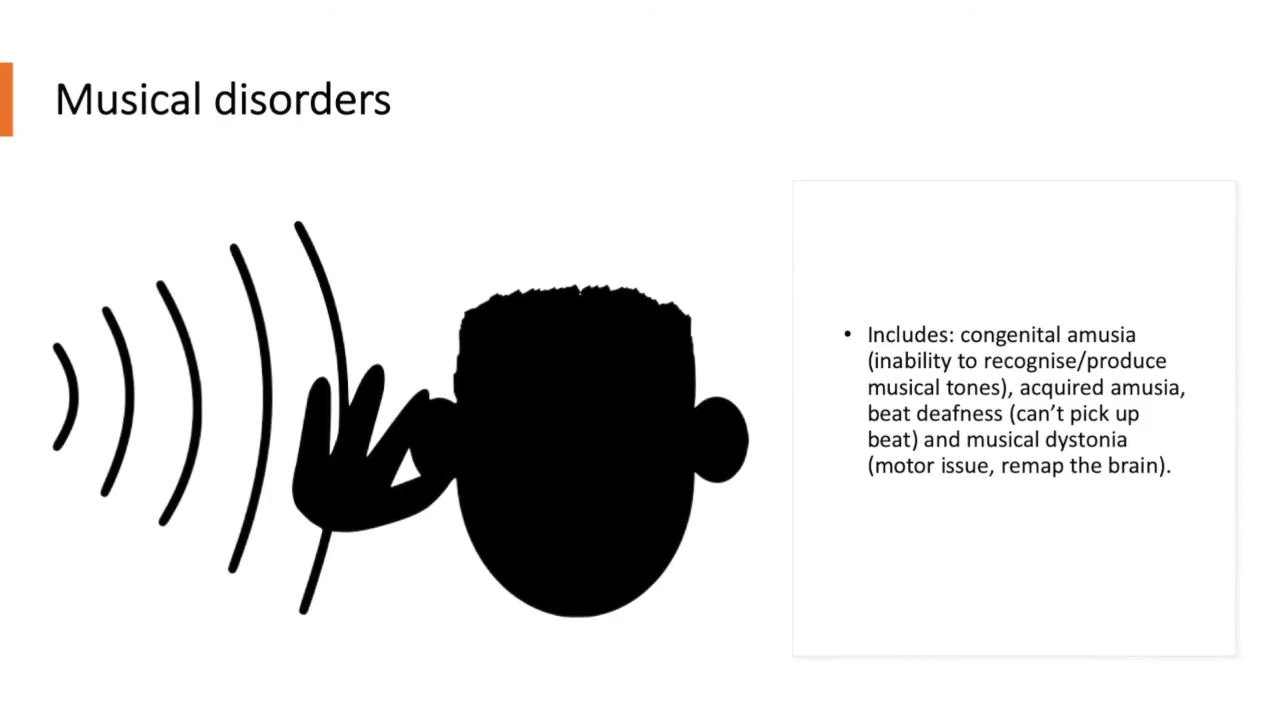 Musical disorders
• Includes: congenital amusia
(inability to recognise/produce
musical tones), acquired amusia,
beat deafness (can’t pick up
beat) and musical dystonia
(motor issue, remap the brain).